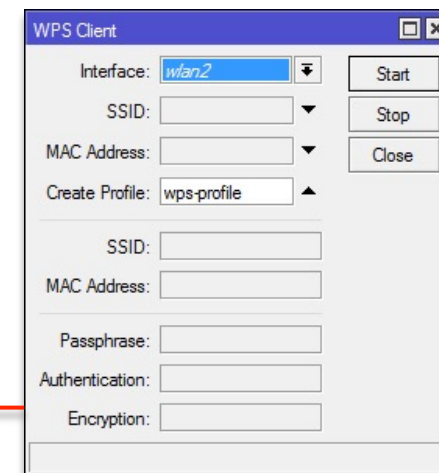 WPS Client
Interface: wlan2 Start
SSID: Stop
MAC Address: Close
Create Profile: wps-profile
SSID:
MAC Address:
Passphrase:
Authentication:
Encryption: